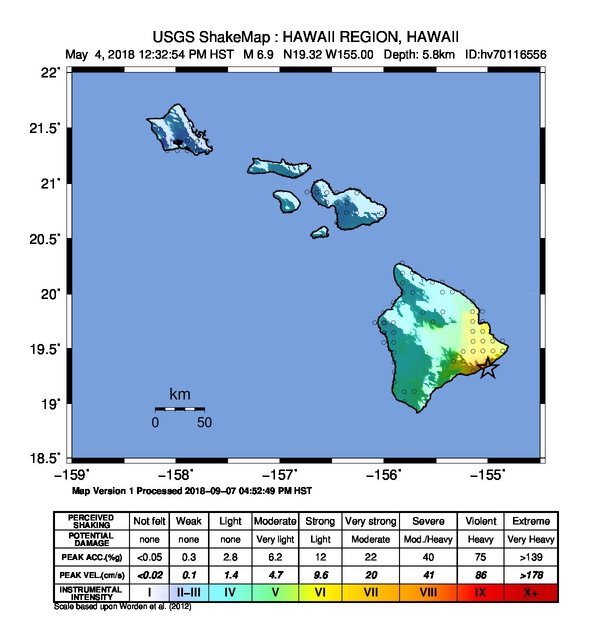 USGS ShakeMap : HAWAII REGION, HAWAII
May 4, 2018 12:32:54 PM HST M 6.9 N19.32 W155.00 Depth: 5.8km ID:hv70116556
22˚
21.5˚
21˚
20.5˚
20˚
19.5˚
19˚
18.5˚
km
0 50
−159˚ −158˚ −157˚ −156˚ −155˚
Map Version 1 Processed 2018−09−07 04:52:49 PM HST
PERCEIVED SHAKING Not felt Weak Light Moderate Strong Very strong Severe Violent Extreme
POTENTIAL DAMAGE none none none Very light Light Moderate Mod./Heavy Heavy Very Heavy
PEAK ACC.(%g) <0.05 0.3 2.8 6.2 12 22 40 75 >139
PEAK VEL.(cm/s) <0.02 0.1 1.4 4.7 9.6 20 41 86 >178
INSTRUMENTAL INTENSITY I II−III IV V VI VII VIII IX X+
Scale based upon Worden et al. (2012)